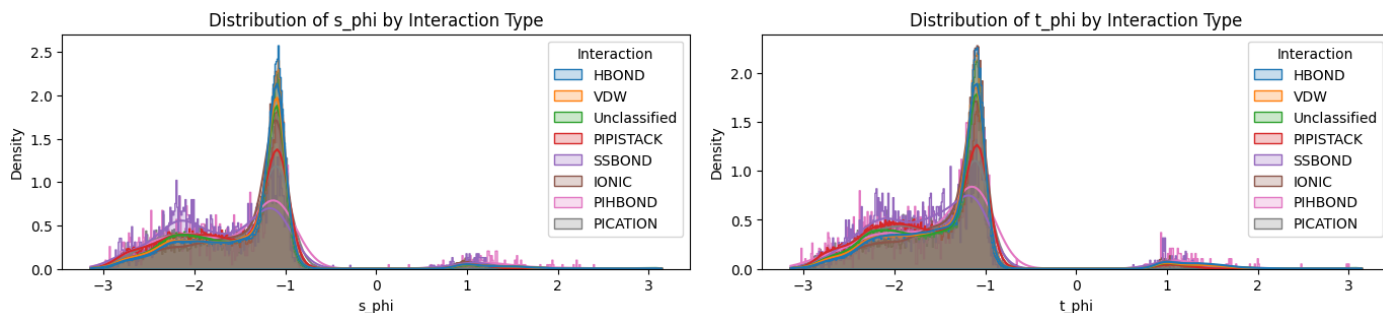 Distribution of s_phi by Interaction Type
Density
2.5
2.0
1.5
1.0
0.5
0.0
−3
−2
−1
0
1
2
3
s_phi
Interaction
HBOND
VDW
Unclassified
PIPISTACK
SSBOND
IONIC
PIHBOND
PICATION
Distribution of t_phi by Interaction Type
Density
2.0
1.5
1.0
0.5
0.0
−3
−2
−1
0
1
2
3
t_phi
Interaction
HBOND
VDW
Unclassified
PIPISTACK
SSBOND
IONIC
PIHBOND
PICATION